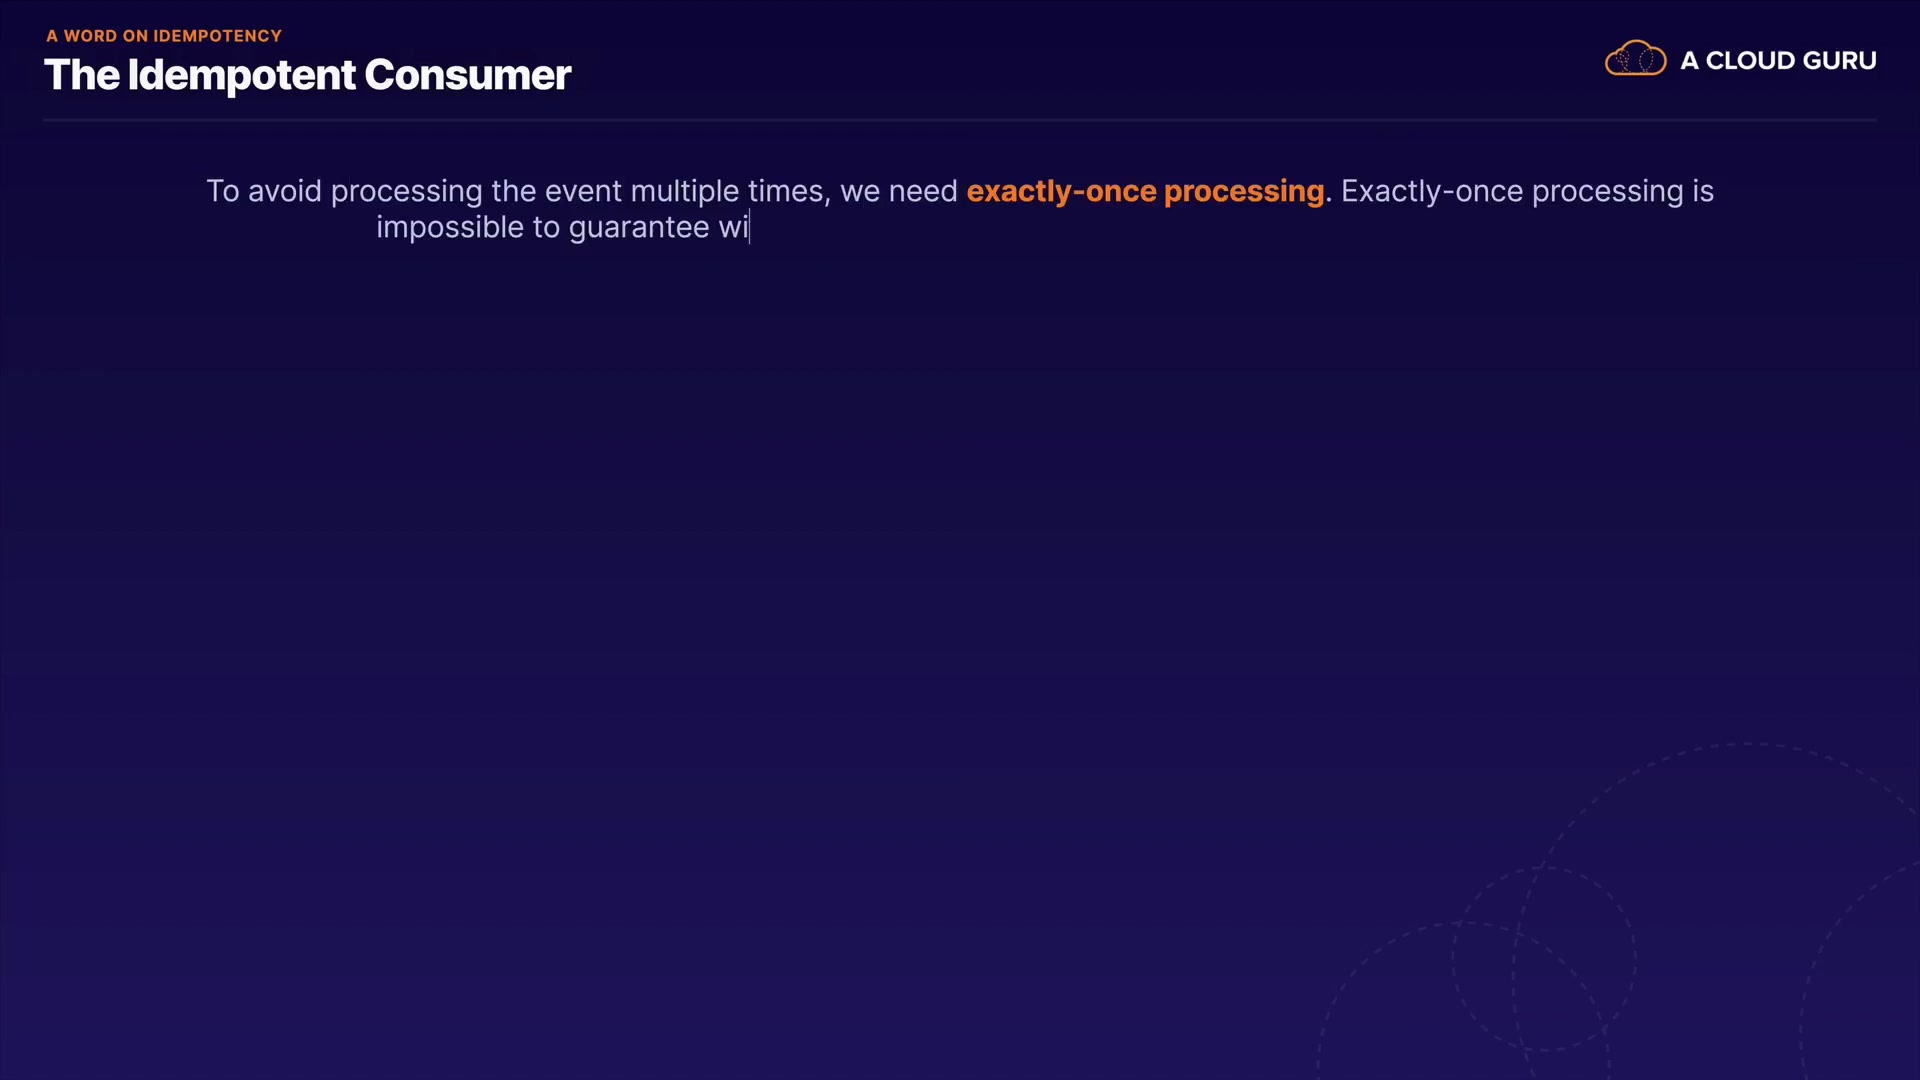 A WORD ON IDEMPOTENCY
The Idempotent Consumer
A CLOUD GURU
To avoid processing the event multiple times, we need exactly-once processing. Exactly-once processing is
impossible to guarantee wi